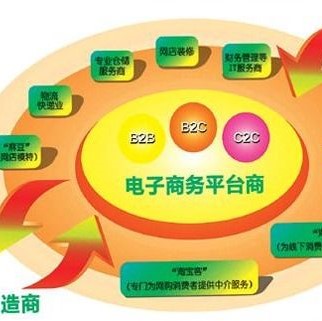 网店装修
专业仓储
服务商
财务管理等
IT服务商
物流
快递业
B2B
B2C
C2C
"麻豆"
(网店模特)
电子商务平台商
"淘宝客"
(专门为网购消费者提供中介服务)
(为线下消费
造商